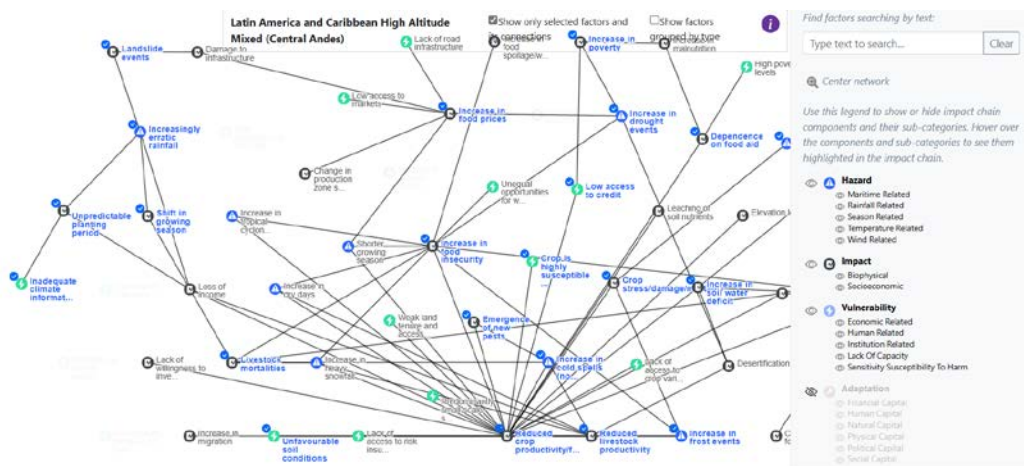 Latin America and Caribbean High Altitude
Mixed (Central Andes)
Show only selected factors and
connections
Show factors
grouped by type
i
Landslide
events
Damage to
infrastructure
Lack of road
infrastructure
food
spoilage/w...
Increase in
poverty
malnutrition
High pove
levels
Low access to
markets
Increase in
food prices
Increase in
drought
events
Increasingly
erratic
rainfall
Dependence
on food aid
Change in
production
zone s...
Unequal
opportunities
for w...
Low access
to credit
Unpredictable
planting
period
Shift in
growing
season
Increase in
tropical
cyclon...
Leaching of
soil nutrients
Elevation
Shorter
growing
season
Increase in
food
insecurity
Crop is
highly
susceptible
...
Inadequate
climate
informat...
Loss of
income
Increase in
dry days
Crop
stress/damage/
Increase in
soil water
deficit
Weak land
tenure and
access
Emergence
of new
pests
Lack of
willingness to
inve...
Livestock
mortalities
Increase in
heavy
snowfall
Increase in
cold spells
(no...
Lack of
access to
crop vari...
Desertification
Increase in
migration
Unfavourable
soil
conditions
Lack of
access to risk
insu...
Reduced
crop
productivity/f...
Reduced
livestock
productivity
Increase in
frost events
Find factors searching by text:
Type text to search...
Clear
Center network
Use this legend to show or hide impact chain
components and their sub-categories. Hover over
the components and sub-categories to see them
highlighted in the impact chain.
Hazard
Maritime Related
Rainfall Related
Season Related
Temperature Related
Wind Related
Impact
Biophysical
Socioeconomic
Vulnerability
Economic Related
Human Related
Institution Related
Lack Of Capacity
Sensitivity Susceptibility To Harm
Adaptation
Financial Capital
Human Capital
Natural Capital
Physical Capital
Political Capital
Social Capital